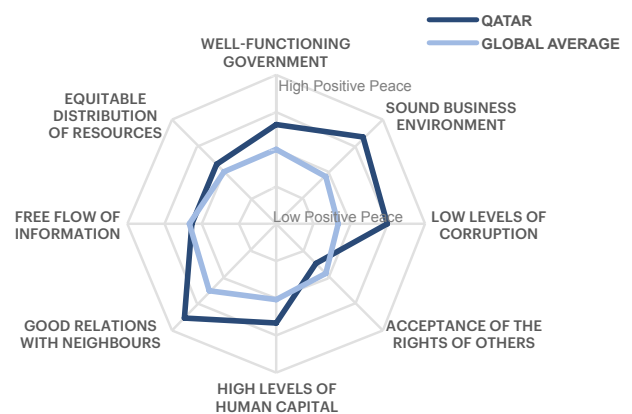 QATAR
GLOBAL AVERAGE
WELL-FUNCTIONING
GOVERNMENT
High Positive Peace
SOUND BUSINESS
ENVIRONMENT
EQUITABLE
DISTRIBUTION
OF RESOURCES
Low Positive Peace
LOW LEVELS OF
CORRUPTION
FREE FLOW OF
INFORMATION
ACCEPTANCE OF THE
RIGHTS OF OTHERS
GOOD RELATIONS
WITH NEIGHBOURS
HIGH LEVELS OF
HUMAN CAPITAL